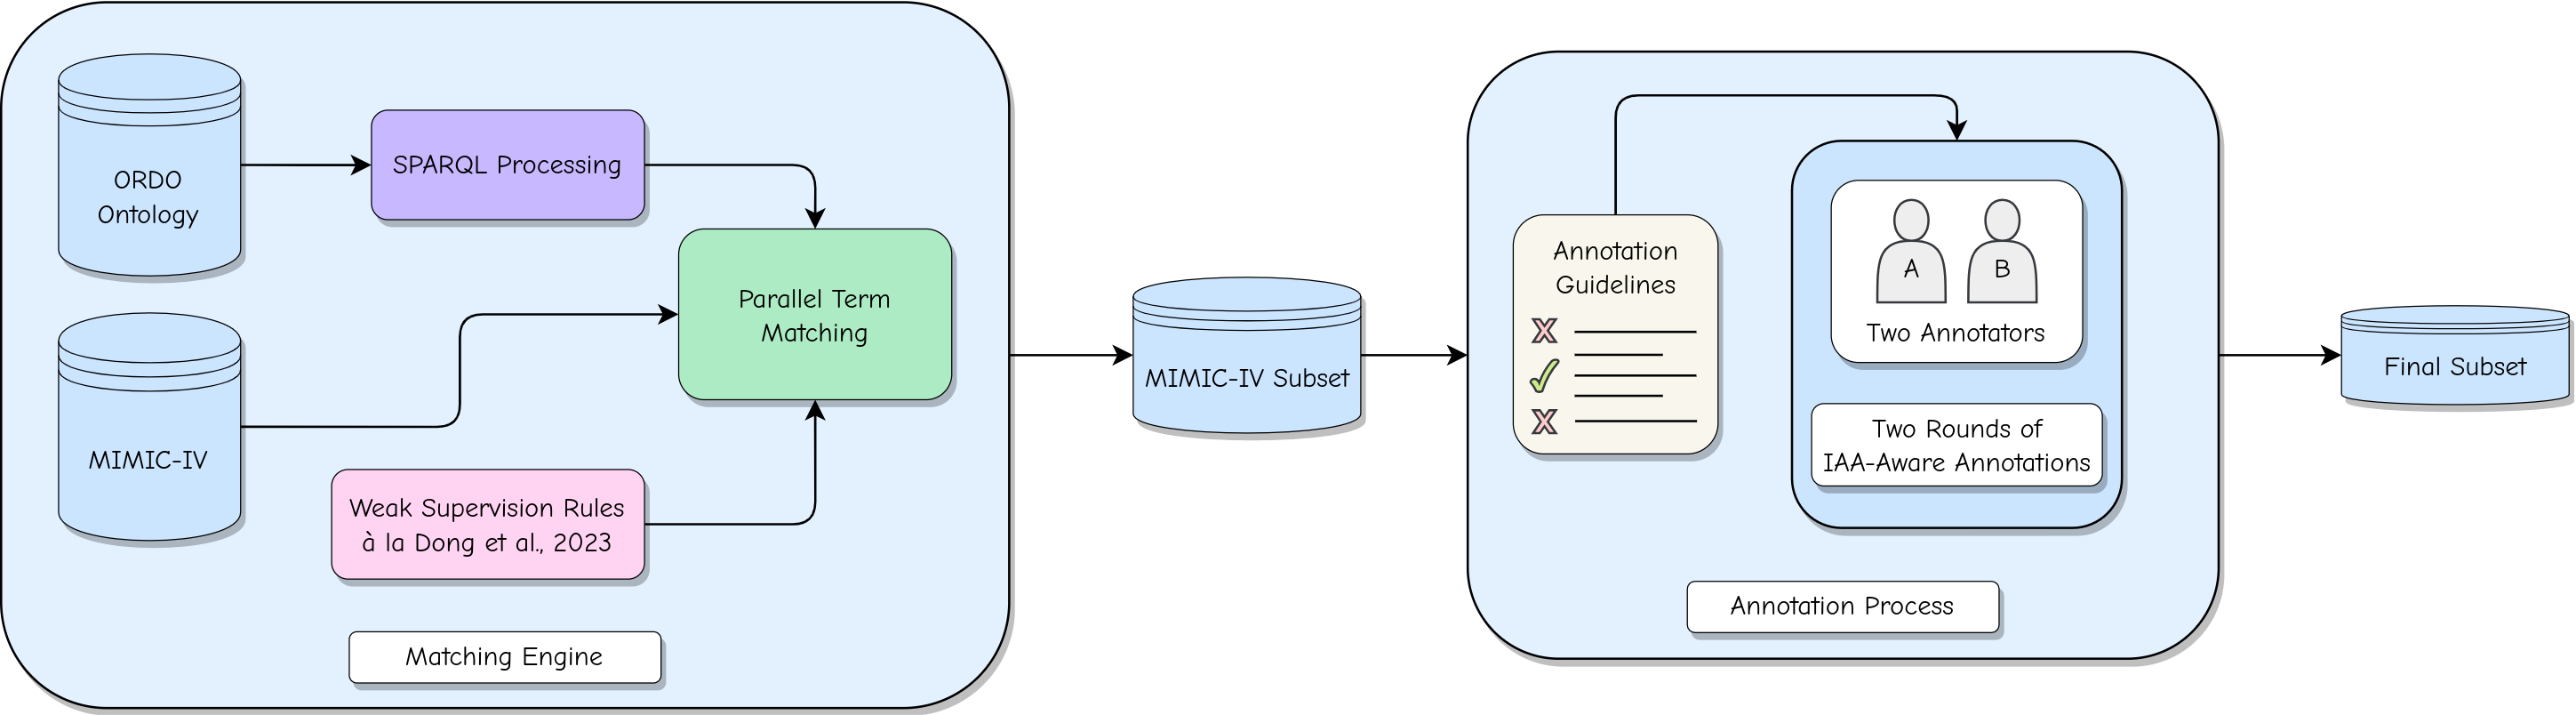 ORDO
Ontology
SPARQL Processing
Parallel Term
Matching
MIMIC-IV
Weak Supervision Rules
à la Dong et al., 2023
Matching Engine
MIMIC-IV Subset
Annotation
Guidelines
X
X
A
B
Two Annotators
Two Rounds of
IAA-Aware Annotations
Annotation Process
Final Subset